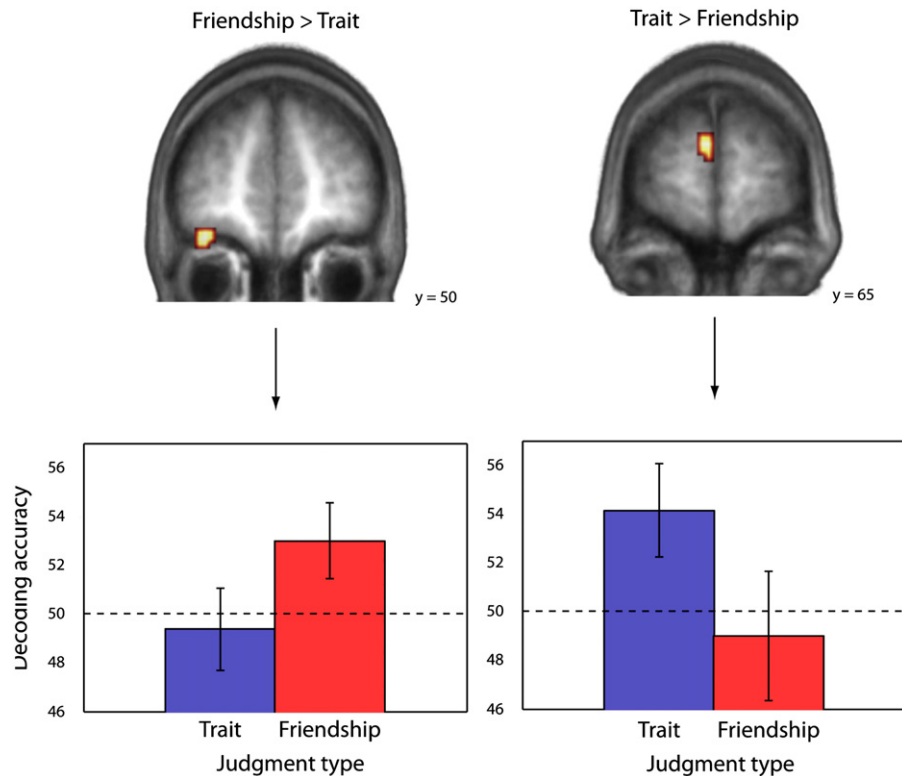 Friendship > Trait
Trait > Friendship
y = 50
y = 65
56
54
52
50
48
46
Decoding accuracy
Trait Friendship
Judgment type
56
54
52
50
48
46
Trait Friendship
Judgment type